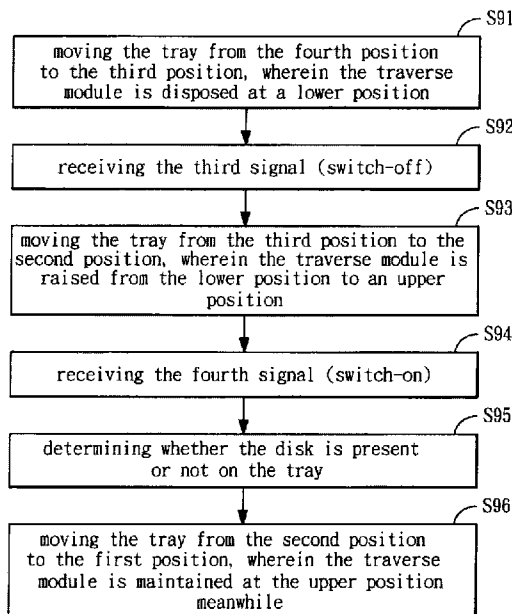 S91
moving the tray from the fourth position
to the third position, wherein the traverse
module is disposed at a lower position
S92
receiving the third signal (switch-off)
S93
moving the tray from the third position to the
second position, wherein the traverse module is
raised from the lower position to an upper
position
S94
receiving the fourth signal (switch-on)
S95
determining whether the disk is present
or not on the tray
S96
moving the tray from the second position
to the first position, wherein the traverse
module is maintained at the upper position
meanwhile